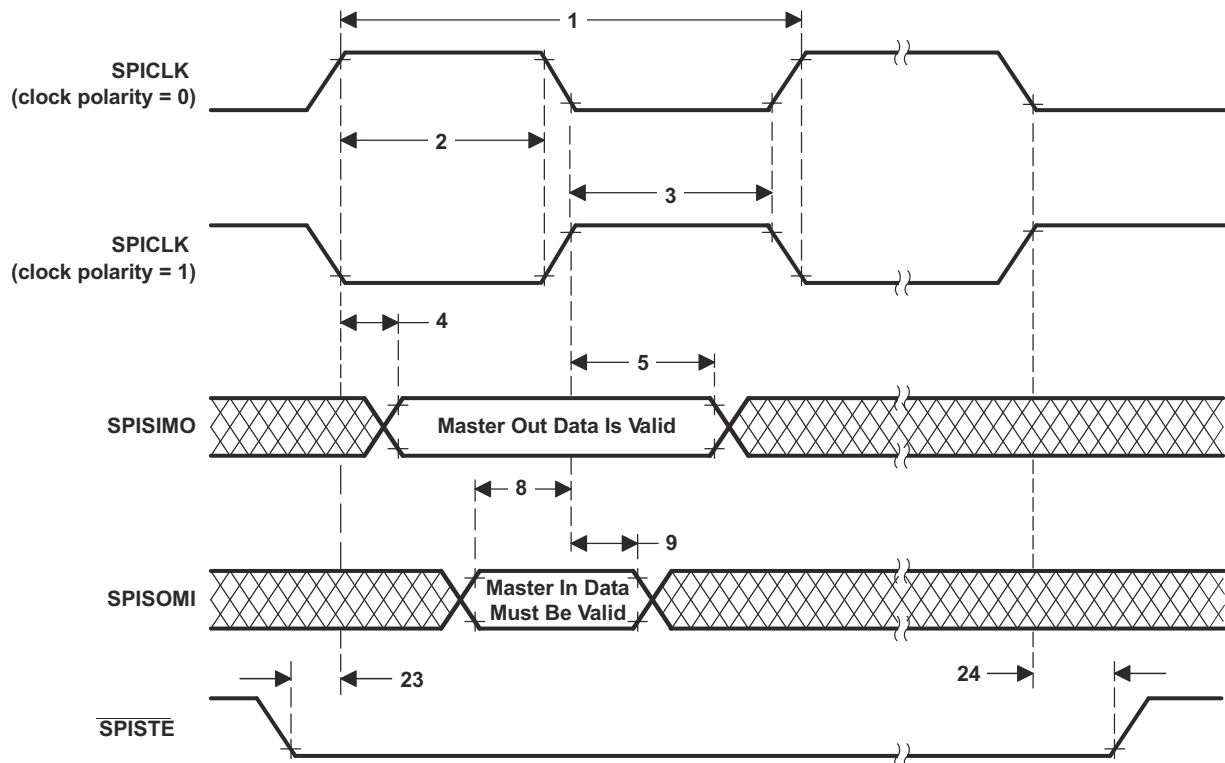 1
SPICLK
(clock polarity = 0)
2
3
SPICLK
(clock polarity = 1)
4
5
SPISIMO
Master Out Data Is Valid
8
9
SPISOMI
Master In Data
Must Be Valid
23
24
SPISTE